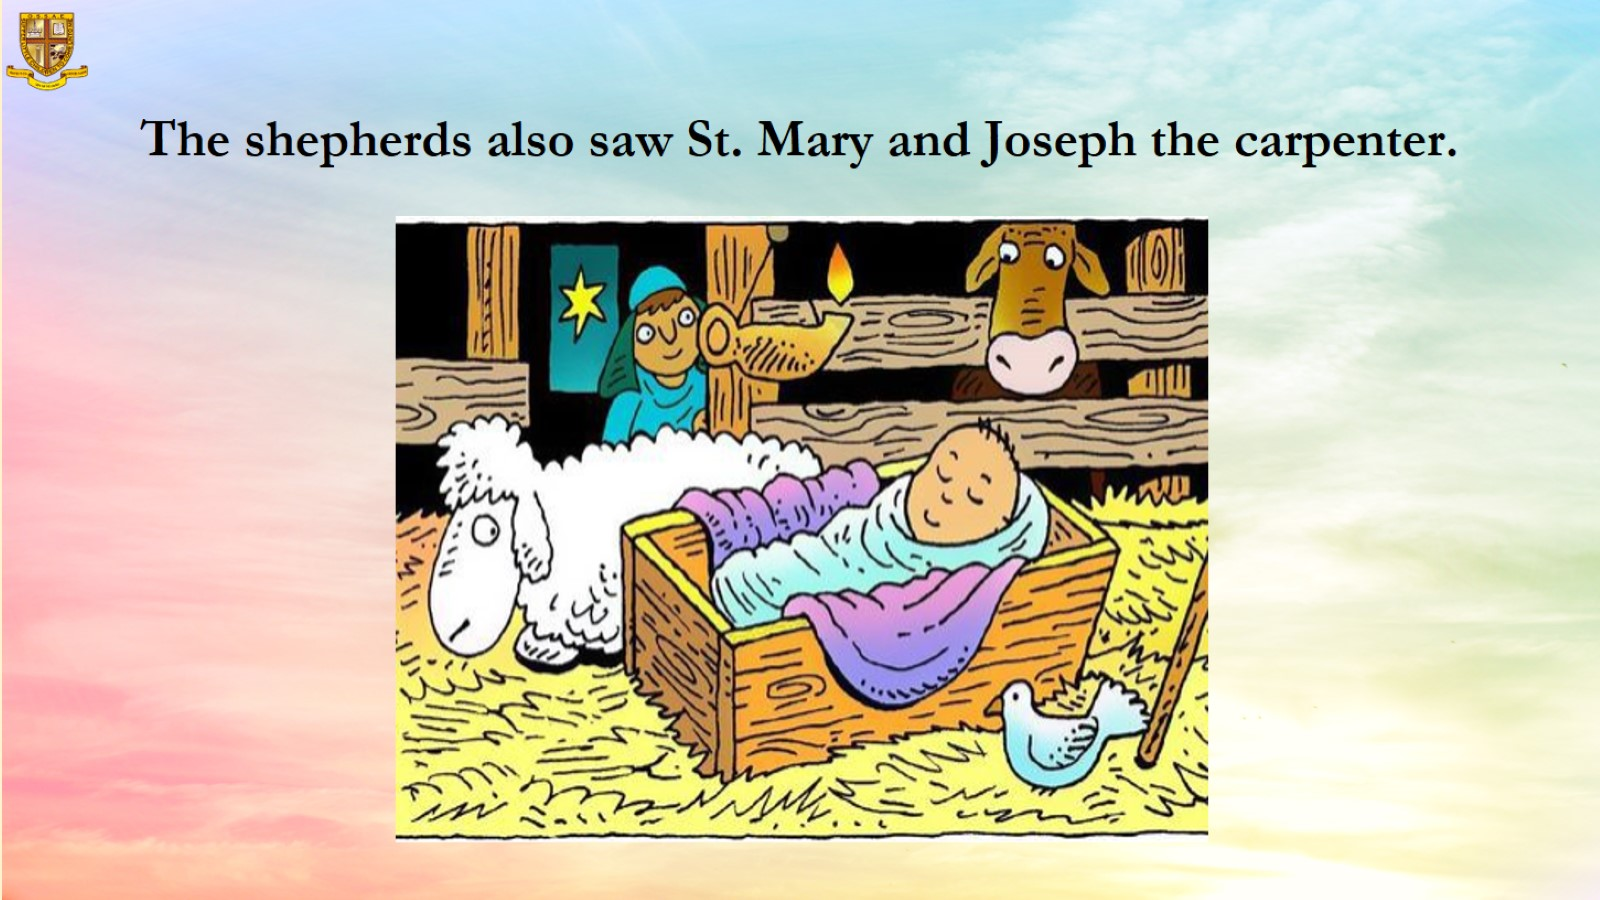 The shepherds also saw St. Mary and Joseph the carpenter.